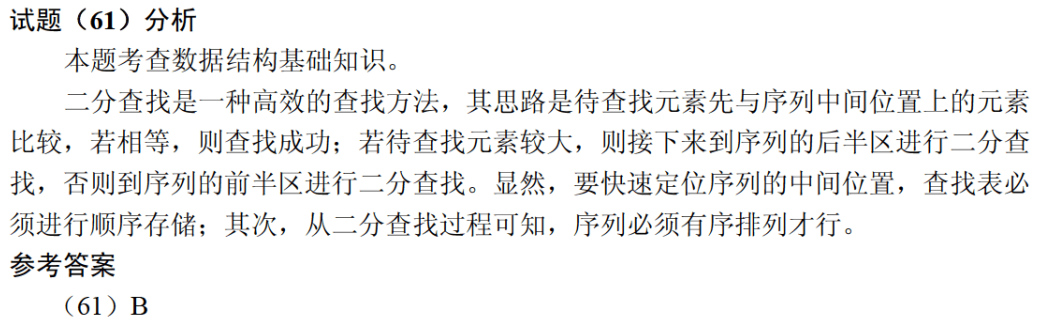 试题（61）分析
本题考查数据结构基础知识。
二分查找是一种高效的查找方法，其思路是待查找元素先与序列中间位置上的元素
比较，若相等，则查找成功；若待查找元素较大，则接下来到序列的后半区进行二分查
找，否则到序列的前半区进行二分查找。显然，要快速定位序列的中间位置，查找表必
须进行顺序存储；其次，从二分查找过程可知，序列必须有序排列才行。
参考答案
（61）B